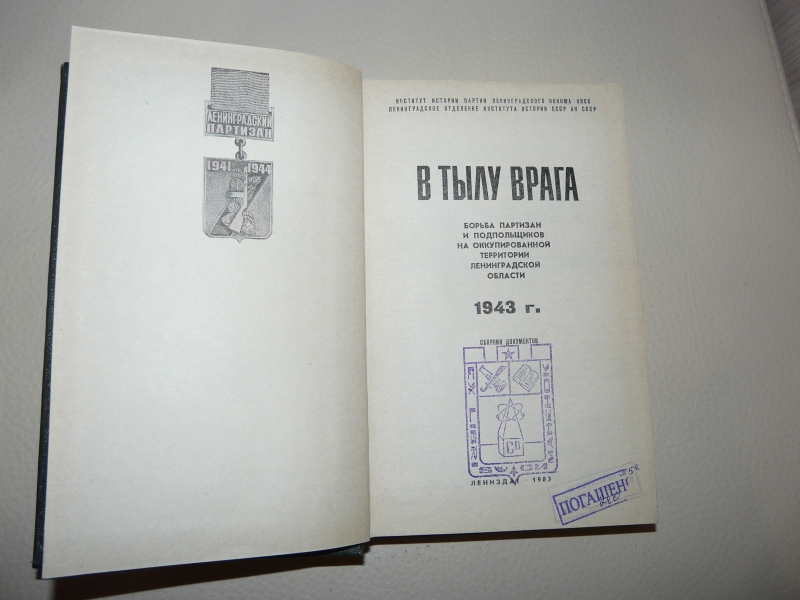 ЛЕНИНГРАДСКИЙ
ПАРТИЗАН
1941 1944
ИНСТИТУТ ИСТОРИИ ПАРТИИ ЛЕНИНГРАДСКОГО ОБКОМА КПСС
ЛЕНИНГРАДСКОЕ ОТДЕЛЕНИЕ ИНСТИТУТА ИСТОРИИ СССР АН СССР
В ТЫЛУ ВРАГА
БОРЬБА ПАРТИЗАН
И ПОДПОЛЬЩИКОВ
НА ОККУПИРОВАННОЙ
ТЕРРИТОРИИ
ЛЕНИНГРАДСКОЙ
ОБЛАСТИ
1943 г.
СБОРНИК ДОКУМЕНТОВ
ЛЕНИЗДАТ · 1983
ПОГАШЕНО